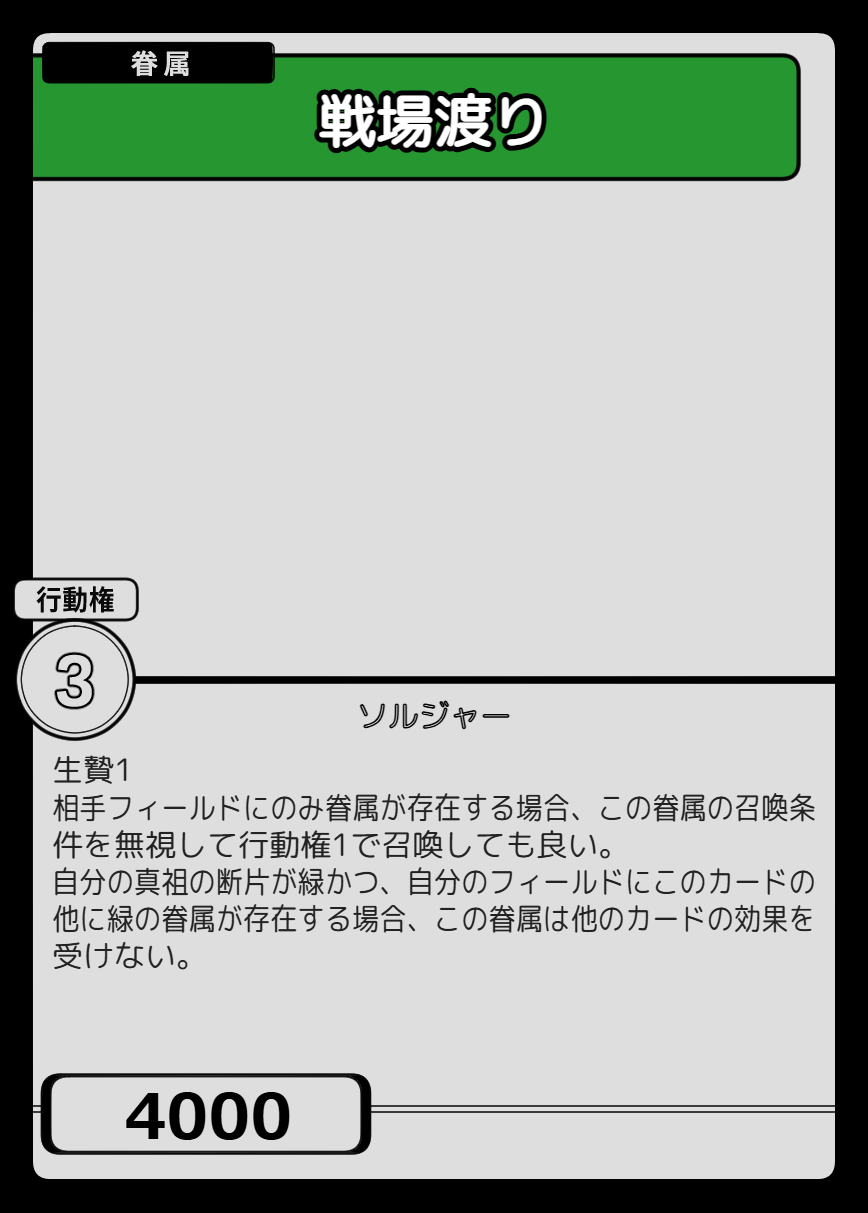 眷属
戦場渡り
行動権
3
ソルジャー
生贄1
相手フィールドにのみ眷属が存在する場合、この眷属の召喚条
件を無視して行動権1で召喚しても良い。
自分の真祖の断片が緑かつ、自分のフィールドにこのカードの
他に緑の眷属が存在する場合、この眷属は他のカードの効果を
受けない。
4000